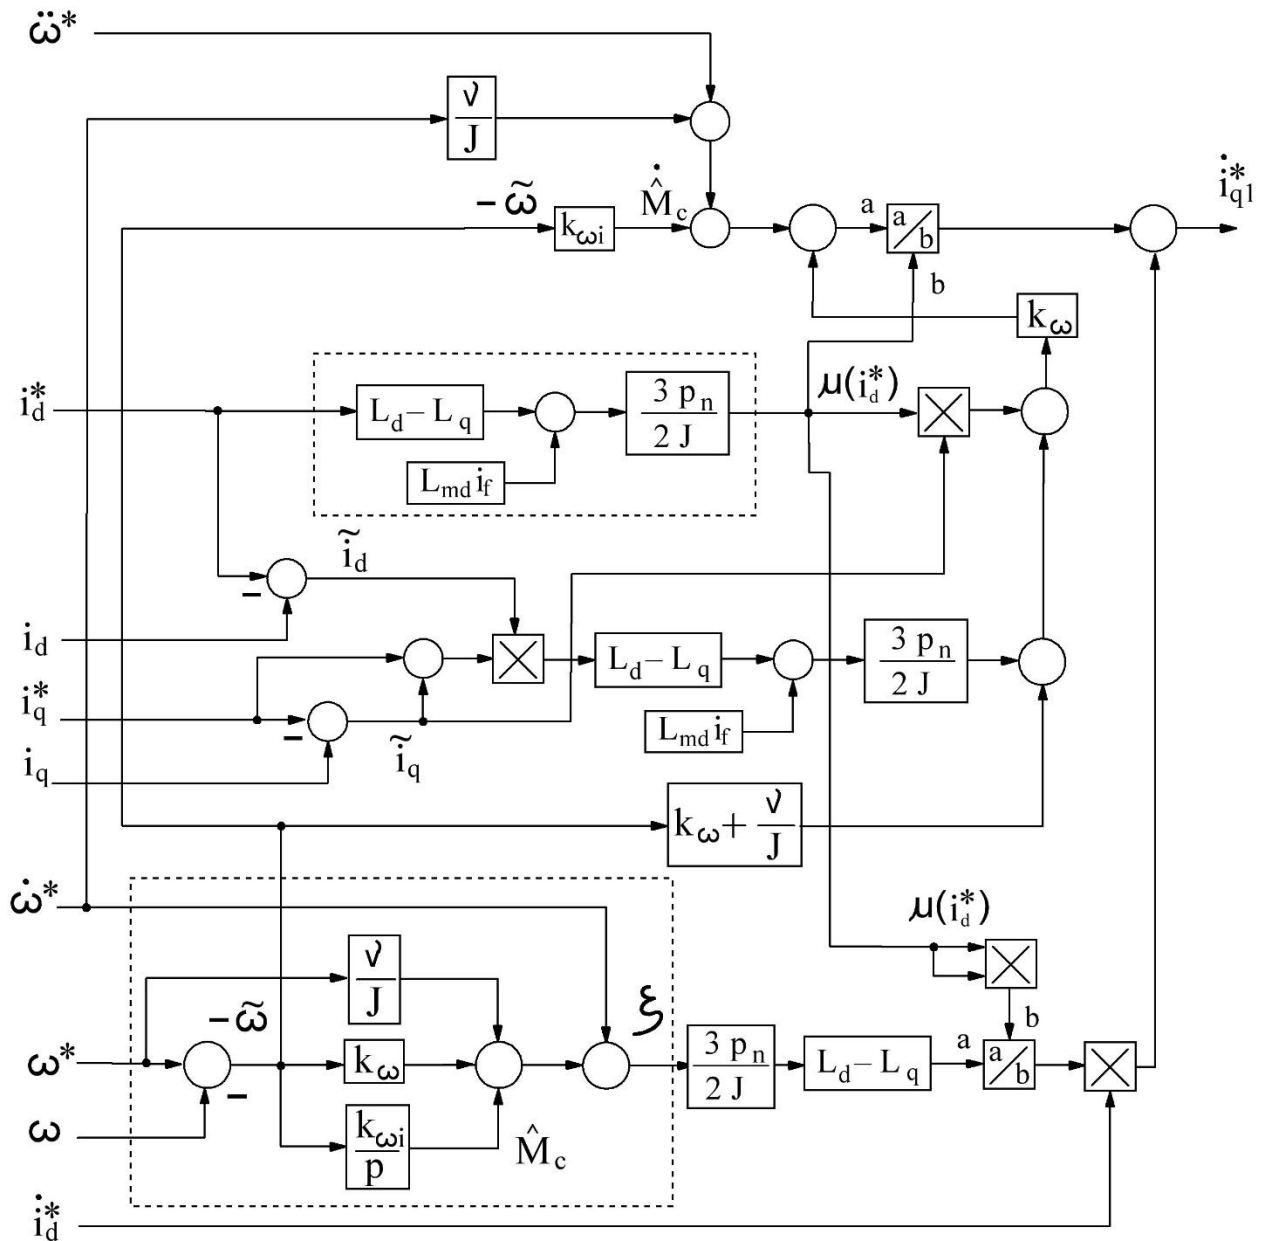 ω̈*
ν
J
-ω̃
k_ωi
M̂̇_c
a
a/b
b
i̇*_q1
k_ω
i*_d
L_d − L_q
3 p_n
2 J
L_md i_f
μ(i*_d)
ĩ_d
−
i_d
i*_q
−
i_q
ĩ_q
L_d − L_q
3 p_n
2 J
L_md i_f
k_ω + ν
J
ω̇*
μ(i*_d)
ν
J
-ω̃
ξ
b
ω*
−
k_ω
3 p_n
2 J
L_d − L_q
a
a/b
ω
k_ωi
p
M̂_c
i̇*_d